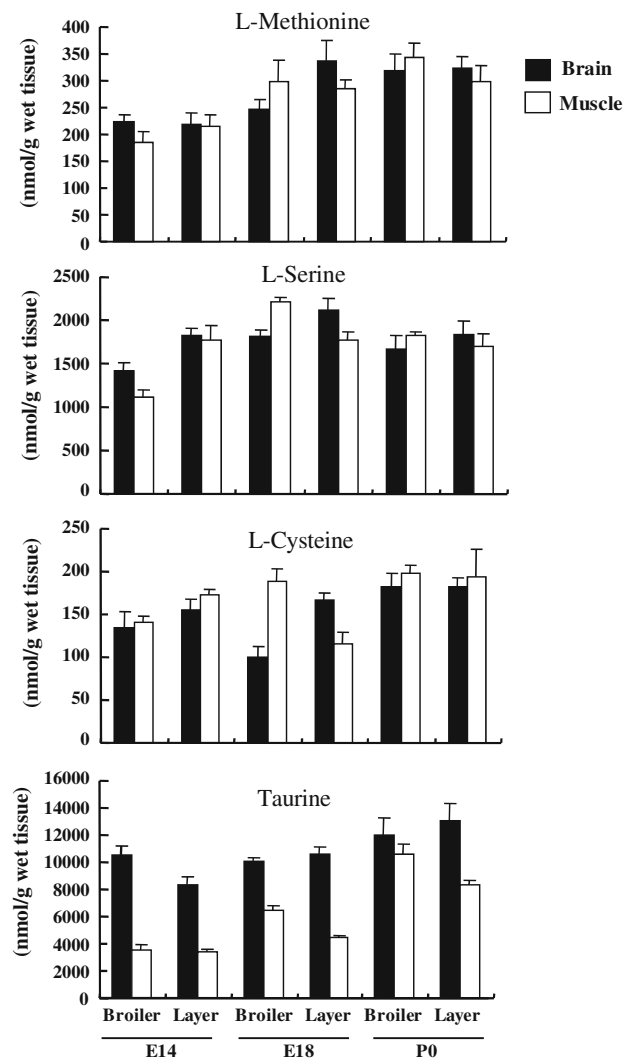 L-Methionine
(nmol/g wet tissue)
400
350
300
250
200
150
100
50
0
Brain
Muscle
L-Serine
(nmol/g wet tissue)
2500
2000
1500
1000
500
0
L-Cysteine
(nmol/g wet tissue)
250
200
150
100
50
0
Taurine
(nmol/g wet tissue)
16000
14000
12000
10000
8000
6000
4000
2000
0
Broiler Layer Broiler Layer Broiler Layer
E14 E18 P0